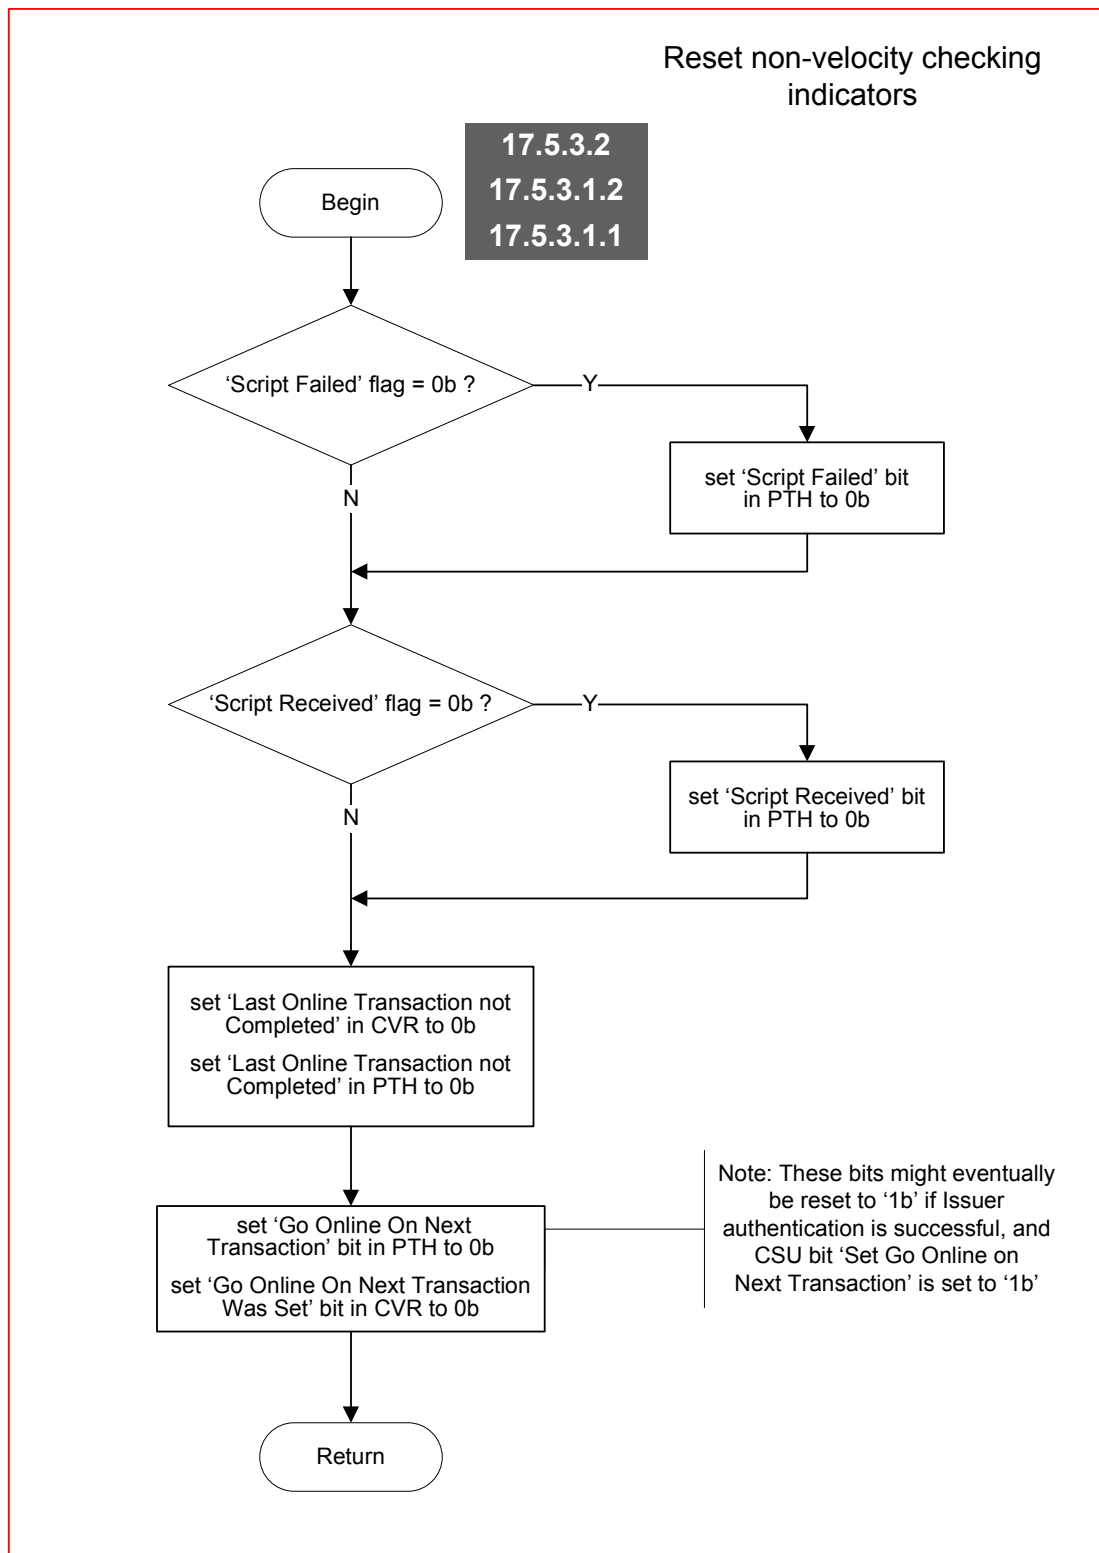 Reset non-velocity checking
indicators
17.5.3.2
17.5.3.1.2
17.5.3.1.1
Begin
‘Script Failed’ flag = 0b ?
Y
set ‘Script Failed’ bit
in PTH to 0b
N
‘Script Received’ flag = 0b ?
Y
set ‘Script Received’ bit
in PTH to 0b
N
set ‘Last Online Transaction not
Completed’ in CVR to 0b
set ‘Last Online Transaction not
Completed’ in PTH to 0b
set ‘Go Online On Next
Transaction’ bit in PTH to 0b
set ‘Go Online On Next Transaction
Was Set’ bit in CVR to 0b
Note: These bits might eventually
be reset to ‘1b’ if Issuer
authentication is successful, and
CSU bit ‘Set Go Online on
Next Transaction’ is set to ‘1b’
Return